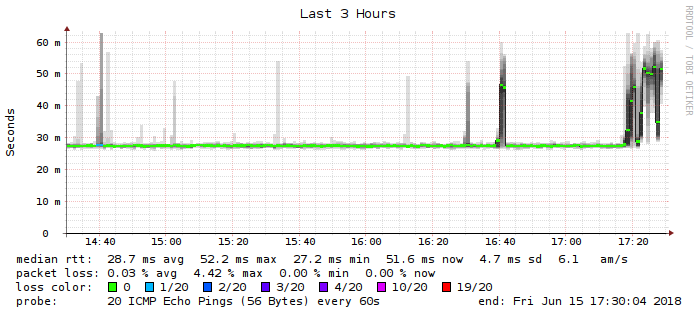 Last 3 Hours
RRDTOOL / TOBI OETIKER
Seconds
60 m
50 m
40 m
30 m
20 m
10 m
0
14:40 15:00 15:20 15:40 16:00 16:20 16:40 17:00 17:20
median rtt: 28.7 ms avg 52.2 ms max 27.2 ms min 51.6 ms now 4.7 ms sd 6.1 am/s
packet loss: 0.03 % avg 4.42 % max 0.00 % min 0.00 % now
loss color: 0 1/20 2/20 3/20 4/20 10/20 19/20
probe: 20 ICMP Echo Pings (56 Bytes) every 60s end: Fri Jun 15 17:30:04 2018